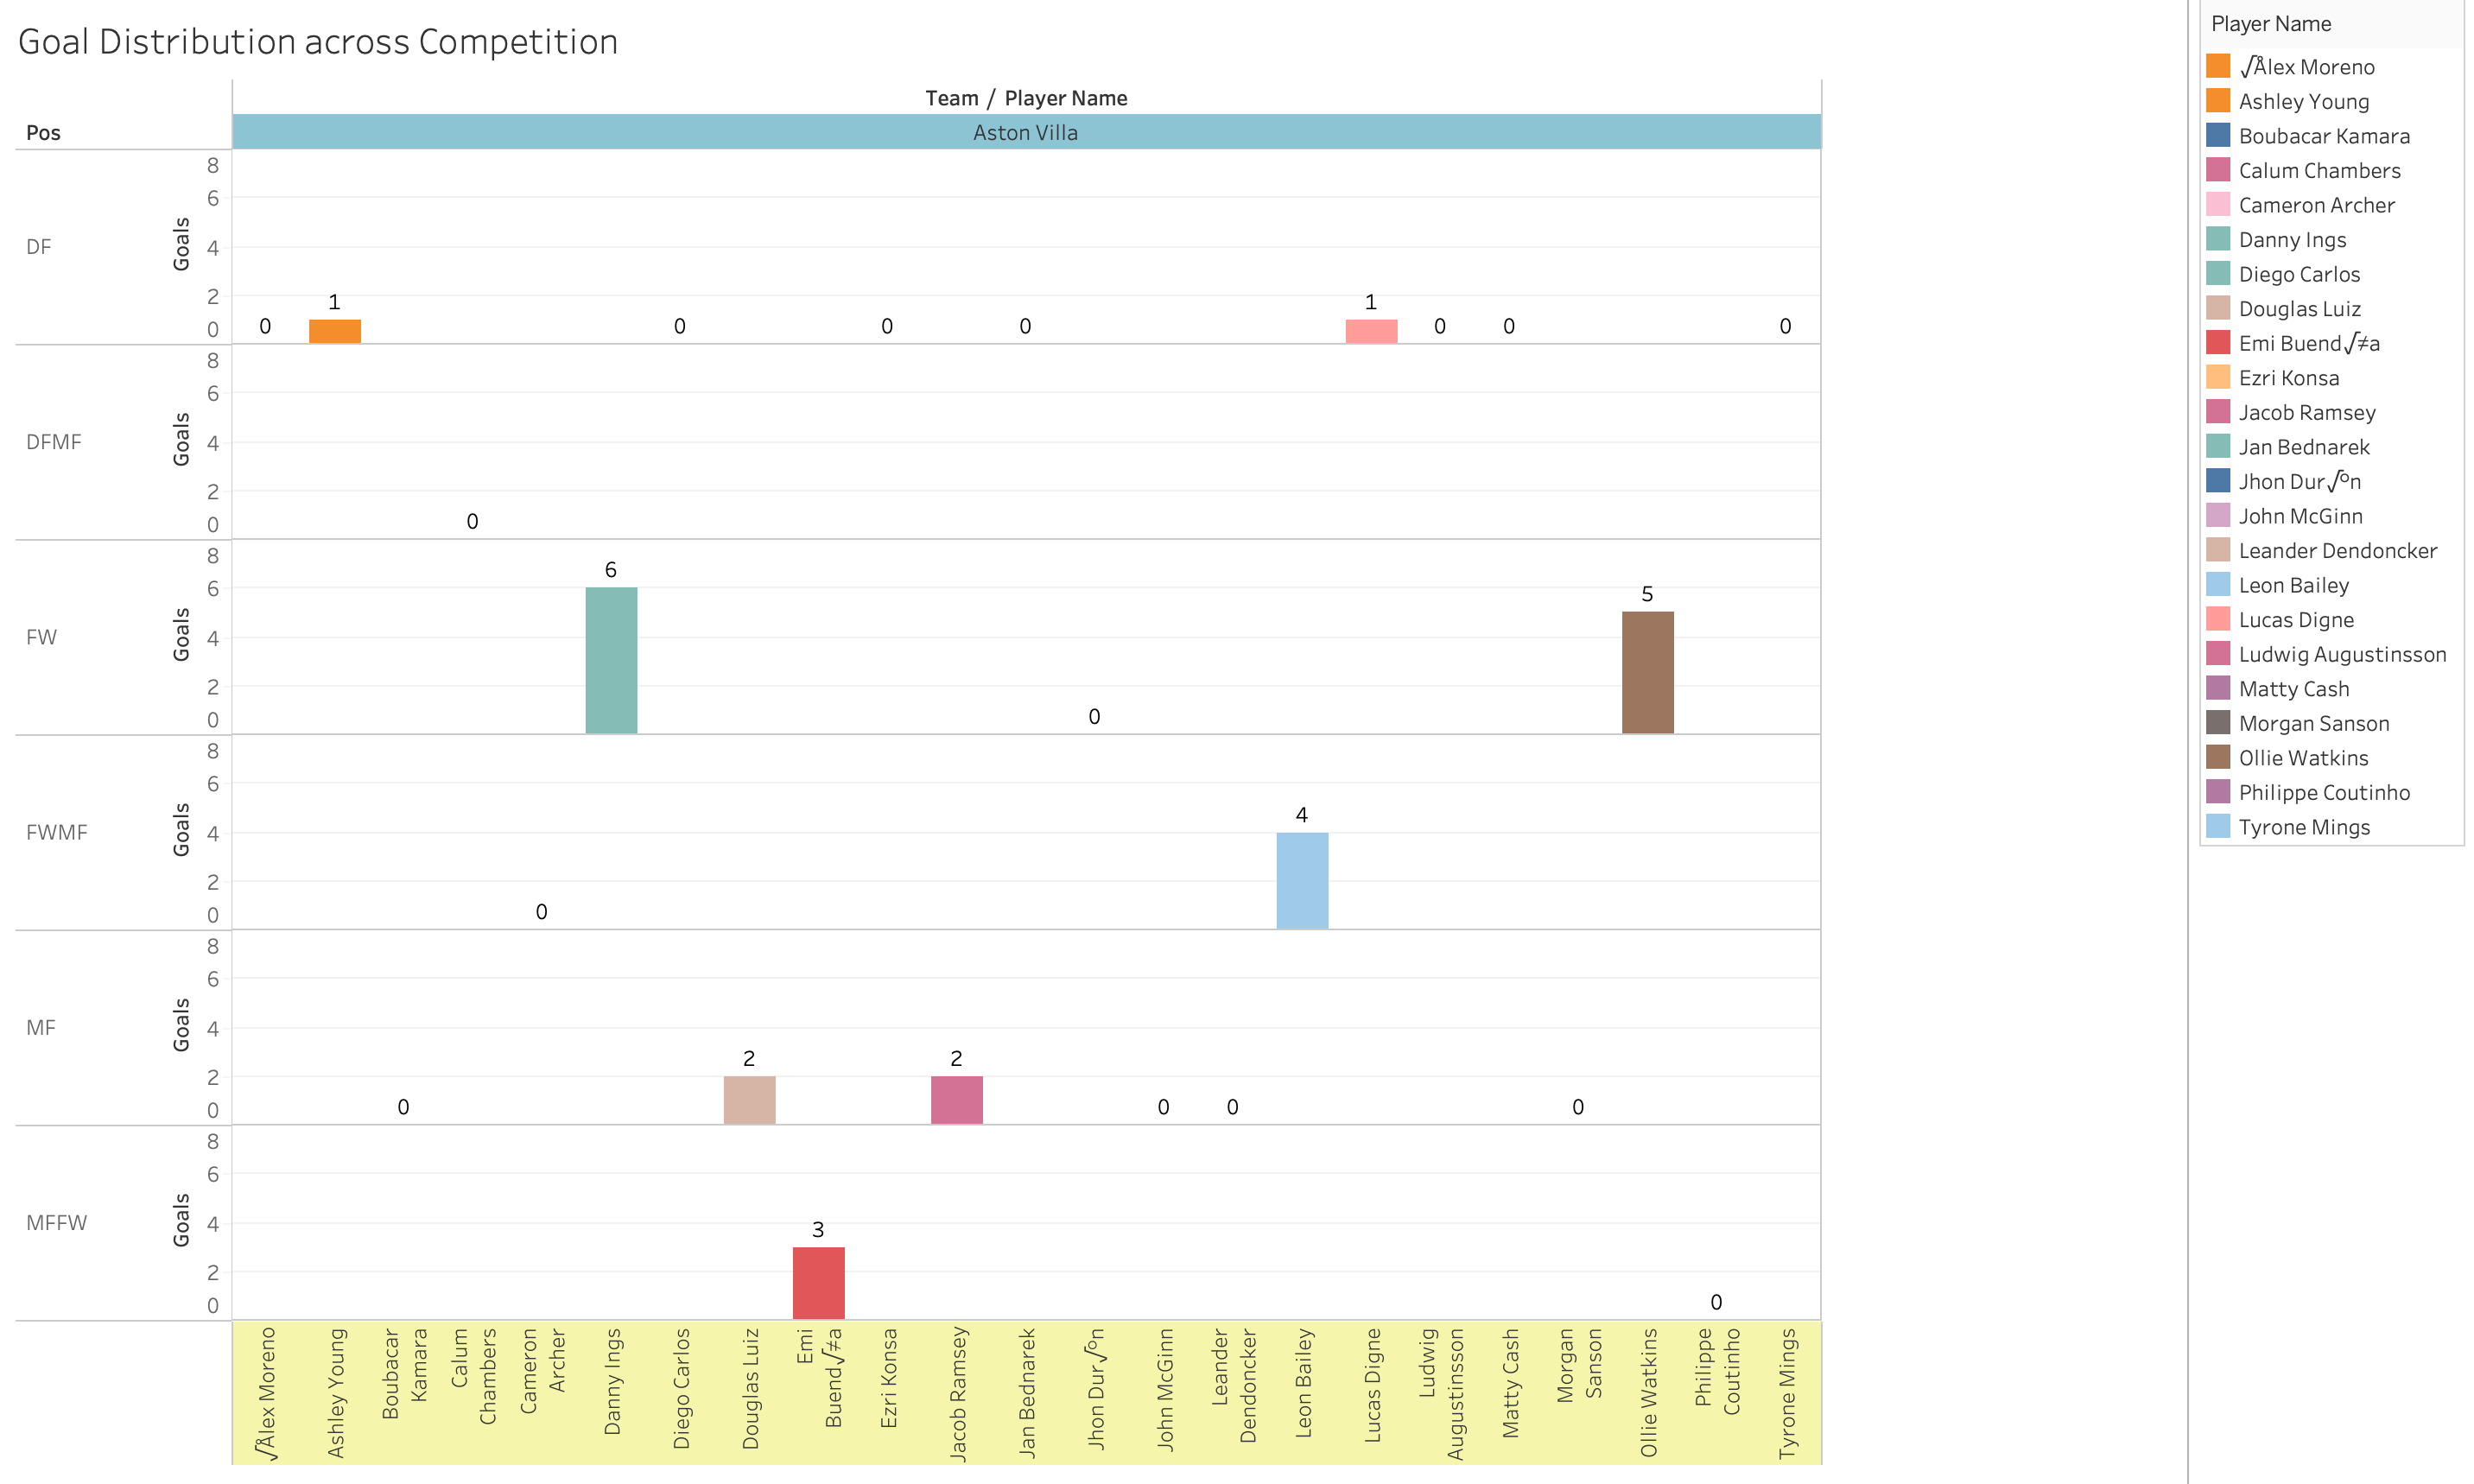 Goal Distribution across Competition
Team / Player Name
Pos
Aston Villa
DF
Goals
8
6
4
2
0
0
1
0
0
0
1
0
0
0
DFMF
Goals
8
6
4
2
0
0
FW
Goals
8
6
4
2
0
6
0
5
FWMF
Goals
8
6
4
2
0
0
4
MF
Goals
8
6
4
2
0
0
2
2
0
0
0
MFFW
Goals
8
6
4
2
0
3
0
√Ålex Moreno
Ashley Young
Boubacar
Kamara
Calum
Chambers
Cameron
Archer
Danny Ings
Diego Carlos
Douglas Luiz
Emi
Buend√≠a
Ezri Konsa
Jacob Ramsey
Jan Bednarek
Jhon Dur√°n
John McGinn
Leander
Dendoncker
Leon Bailey
Lucas Digne
Ludwig
Augustinsson
Matty Cash
Morgan
Sanson
Ollie Watkins
Philippe
Coutinho
Tyrone Mings
Player Name
√Ålex Moreno
Ashley Young
Boubacar Kamara
Calum Chambers
Cameron Archer
Danny Ings
Diego Carlos
Douglas Luiz
Emi Buend√≠a
Ezri Konsa
Jacob Ramsey
Jan Bednarek
Jhon Dur√°n
John McGinn
Leander Dendoncker
Leon Bailey
Lucas Digne
Ludwig Augustinsson
Matty Cash
Morgan Sanson
Ollie Watkins
Philippe Coutinho
Tyrone Mings